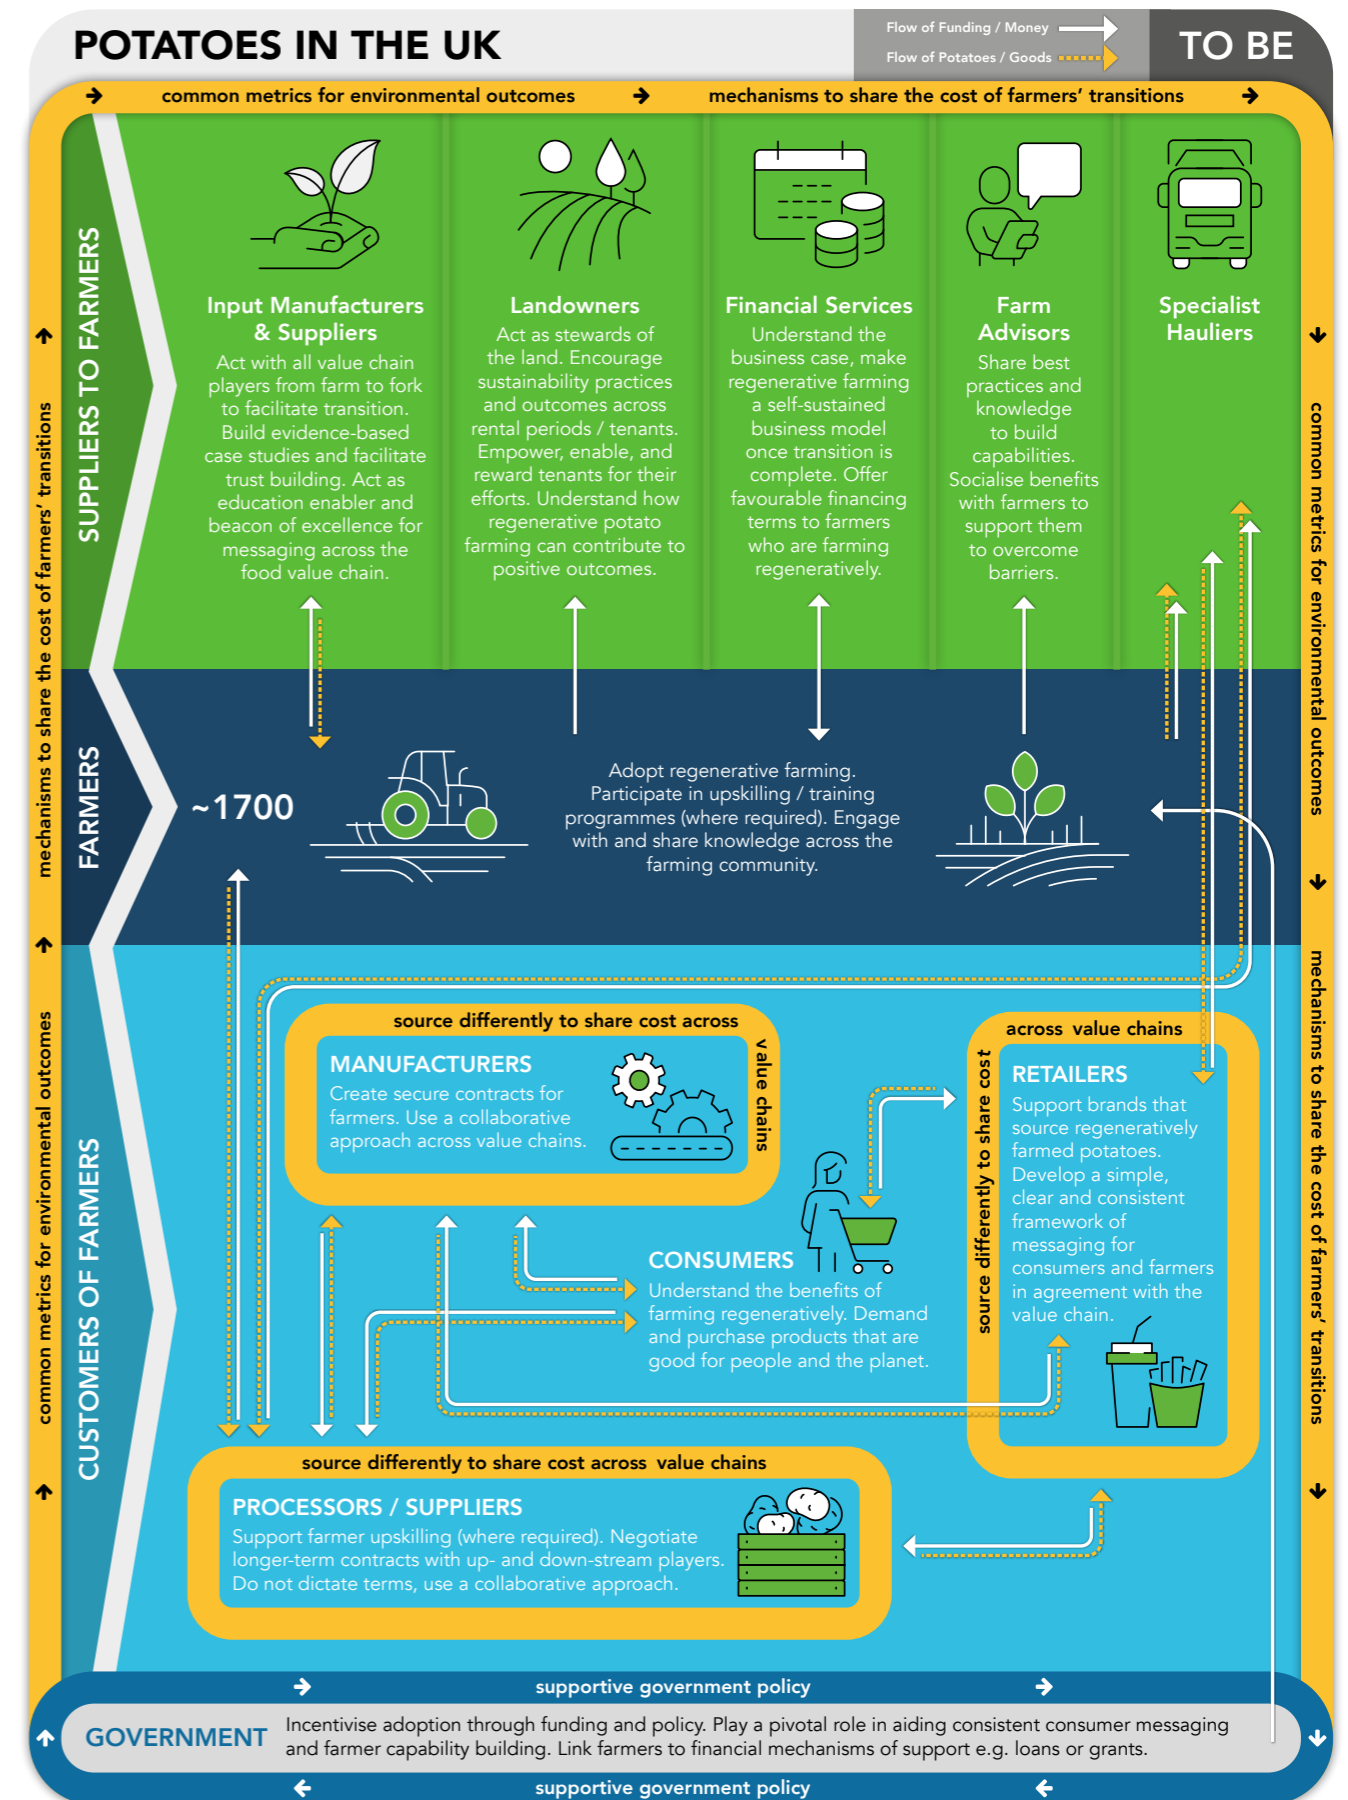 POTATOES IN THE UK
Flow of Funding / Money
Flow of Potatoes / Goods
TO BE
common metrics for environmental outcomes
mechanisms to share the cost of farmers’ transitions
SUPPLIERS TO FARMERS
Input Manufacturers
& Suppliers
Act with all value chain
players from farm to fork
to facilitate transition.
Build evidence-based
case studies and facilitate
trust building. Act as
education enabler and
beacon of excellence for
messaging across the
food value chain.
Landowners
Act as stewards of
the land. Encourage
sustainability practices
and outcomes across
rental periods / tenants.
Empower, enable, and
reward tenants for their
efforts. Understand how
regenerative potato
farming can contribute to
positive outcomes.
Financial Services
Understand the
business case, make
regenerative farming
a self-sustained
business model
once transition is
complete. Offer
favourable financing
terms to farmers
who are farming
regeneratively.
Farm
Advisors
Share best
practices and
knowledge
to build
capabilities.
Socialise benefits
with farmers to
support them
to overcome
barriers.
Specialist
Hauliers
mechanisms to share the cost of farmers’ transitions
common metrics for environmental outcomes
FARMERS
~1700
Adopt regenerative farming.
Participate in upskilling / training
programmes (where required). Engage
with and share knowledge across the
farming community.
common metrics for environmental outcomes
mechanisms to share the cost of farmers’ transitions
CUSTOMERS OF FARMERS
source differently to share cost across
value chains
MANUFACTURERS
Create secure contracts for
farmers. Use a collaborative
approach across value chains.
across value chains
source differently to share cost
RETAILERS
Support brands that
source regeneratively
farmed potatoes.
Develop a simple,
clear and consistent
framework of
messaging for
consumers and farmers
in agreement with the
value chain.
CONSUMERS
Understand the benefits of
farming regeneratively. Demand
and purchase products that are
good for people and the planet.
source differently to share cost across value chains
PROCESSORS / SUPPLIERS
Support farmer upskilling (where required). Negotiate
longer-term contracts with up- and down-stream players.
Do not dictate terms, use a collaborative approach.
supportive government policy
GOVERNMENT
Incentivise adoption through funding and policy. Play a pivotal role in aiding consistent consumer messaging
and farmer capability building. Link farmers to financial mechanisms of support e.g. loans or grants.
supportive government policy